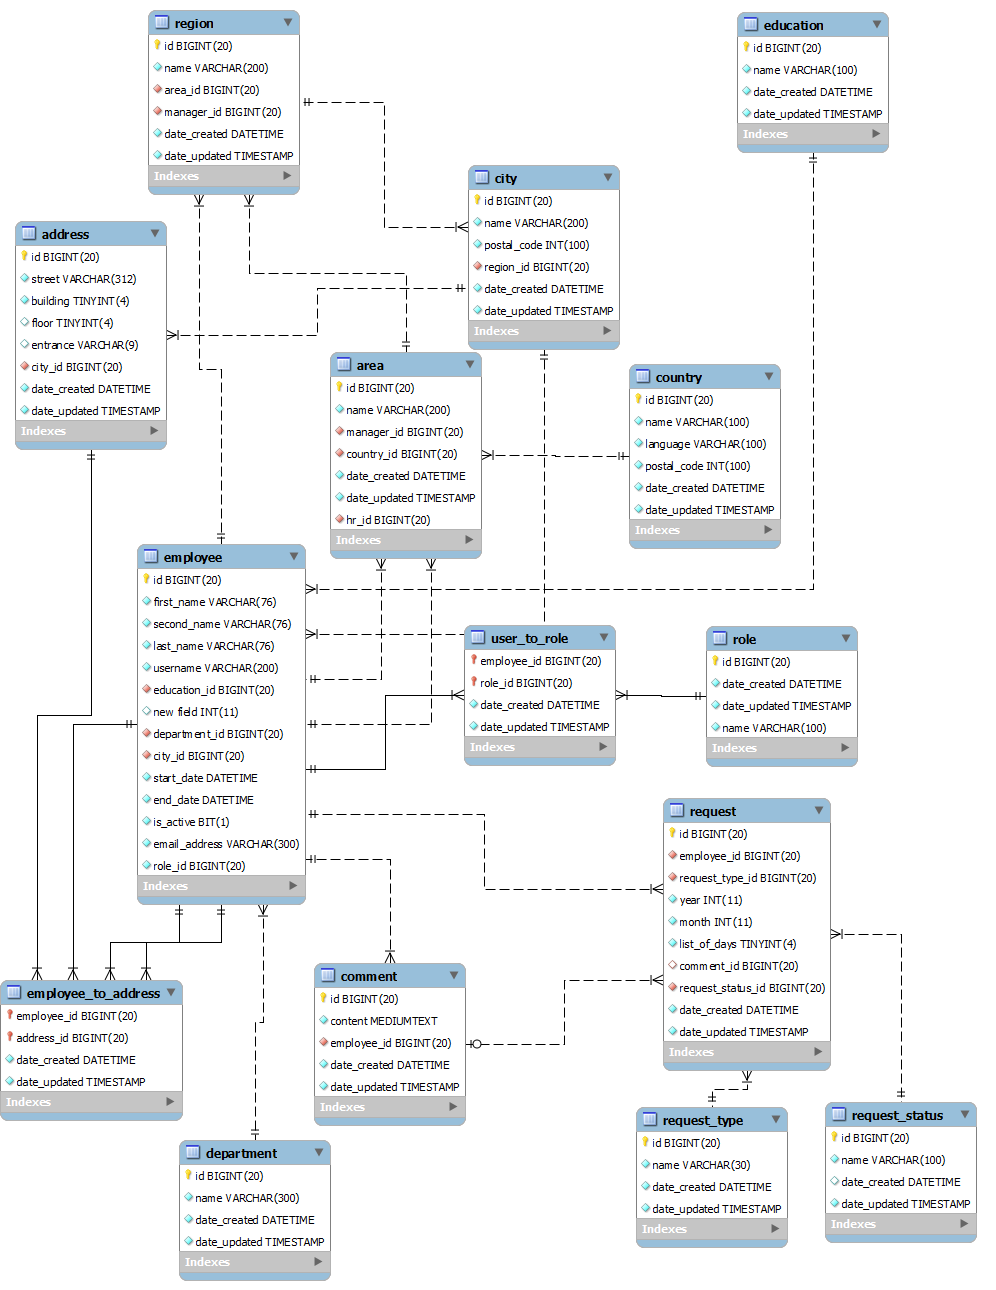 region
id BIGINT(20)
name VARCHAR(200)
area_id BIGINT(20)
manager_id BIGINT(20)
date_created DATETIME
date_updated TIMESTAMP
Indexes
education
id BIGINT(20)
name VARCHAR(100)
date_created DATETIME
date_updated TIMESTAMP
Indexes
city
id BIGINT(20)
name VARCHAR(200)
postal_code INT(100)
region_id BIGINT(20)
date_created DATETIME
date_updated TIMESTAMP
Indexes
address
id BIGINT(20)
street VARCHAR(312)
building TINYINT(4)
floor TINYINT(4)
entrance VARCHAR(9)
city_id BIGINT(20)
date_created DATETIME
date_updated TIMESTAMP
Indexes
area
id BIGINT(20)
name VARCHAR(200)
manager_id BIGINT(20)
country_id BIGINT(20)
date_created DATETIME
date_updated TIMESTAMP
hr_id BIGINT(20)
Indexes
country
id BIGINT(20)
name VARCHAR(100)
language VARCHAR(100)
postal_code INT(100)
date_created DATETIME
date_updated TIMESTAMP
Indexes
employee
id BIGINT(20)
first_name VARCHAR(76)
second_name VARCHAR(76)
last_name VARCHAR(76)
username VARCHAR(200)
education_id BIGINT(20)
new field INT(11)
department_id BIGINT(20)
city_id BIGINT(20)
start_date DATETIME
end_date DATETIME
is_active BIT(1)
email_address VARCHAR(300)
role_id BIGINT(20)
Indexes
user_to_role
employee_id BIGINT(20)
role_id BIGINT(20)
date_created DATETIME
date_updated TIMESTAMP
Indexes
role
id BIGINT(20)
date_created DATETIME
date_updated TIMESTAMP
name VARCHAR(100)
Indexes
request
id BIGINT(20)
employee_id BIGINT(20)
request_type_id BIGINT(20)
year INT(11)
month INT(11)
list_of_days TINYINT(4)
comment_id BIGINT(20)
request_status_id BIGINT(20)
date_created DATETIME
date_updated TIMESTAMP
Indexes
employee_to_address
employee_id BIGINT(20)
address_id BIGINT(20)
date_created DATETIME
date_updated TIMESTAMP
Indexes
comment
id BIGINT(20)
content MEDIUMTEXT
employee_id BIGINT(20)
date_created DATETIME
date_updated TIMESTAMP
Indexes
request_type
id BIGINT(20)
name VARCHAR(30)
date_created DATETIME
date_updated TIMESTAMP
Indexes
request_status
id BIGINT(20)
name VARCHAR(100)
date_created DATETIME
date_updated TIMESTAMP
Indexes
department
id BIGINT(20)
name VARCHAR(300)
date_created DATETIME
date_updated TIMESTAMP
Indexes